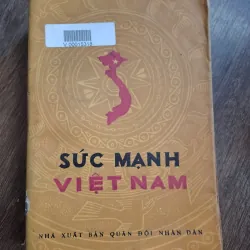 SỨC MẠNH
VIỆT NAM
NHÀ XUẤT BẢN QUÂN ĐỘI NHÂN DÂN